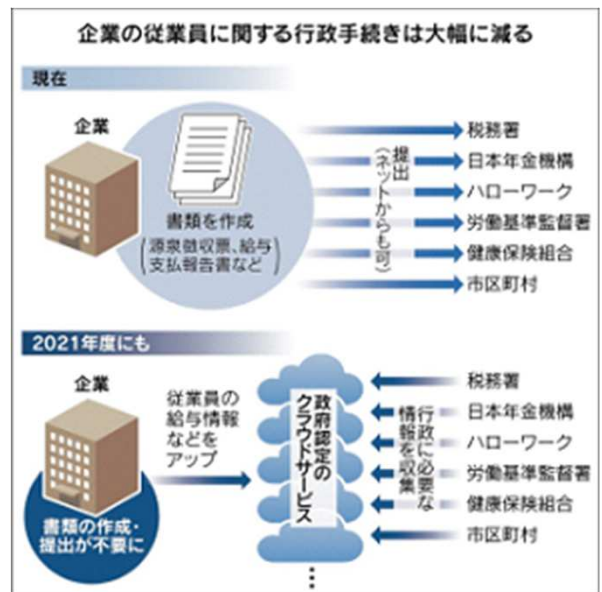 企業の従業員に関する行政手続きは大幅に減る
現在
企業
書類を作成
(源泉徴収票、給与
支払報告書など)
提出
(ネットからも可)
税務署
日本年金機構
ハローワーク
労働基準監督署
健康保険組合
市区町村
2021年度にも
企業
書類の作成・
提出が不要に
従業員の
給与情報
などを
アップ
政府認定の
クラウドサービス
行政に必要な
情報を収集
税務署
日本年金機構
ハローワーク
労働基準監督署
健康保険組合
市区町村
⋮